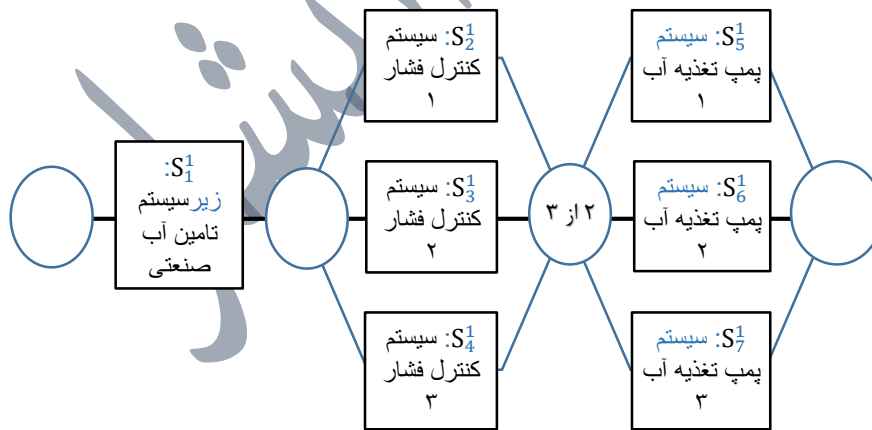 S₁¹:
زیرسیستم
تامین آب
صنعتی
S₂¹: سیستم
کنترل فشار
۱
S₃¹: سیستم
کنترل فشار
۲
S₄¹: سیستم
کنترل فشار
۳
۲ از ۳
S₅¹: سیستم
پمپ تغذیه آب
۱
S₆¹: سیستم
پمپ تغذیه آب
۲
S₇¹: سیستم
پمپ تغذیه آب
۳